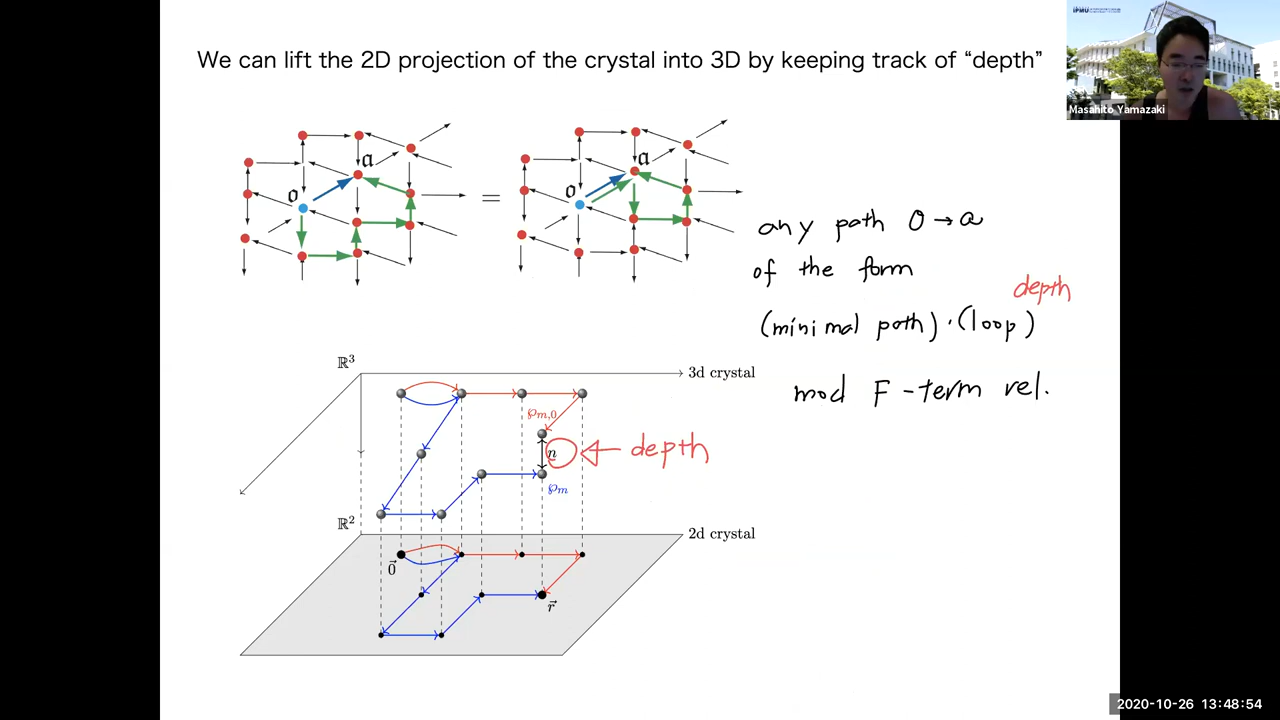 We can lift the 2D projection of the crystal into 3D by keeping track of “depth”
IPMU
Masahito Yamazaki
𝔬
𝔞
=
𝔬
𝔞
any path 0 → a
of the form
depth
(minimal path) · (loop)
mod F-term rel.
ℝ³
3d crystal
℘m,0
n
depth
℘m
ℝ²
2d crystal
0⃗
r⃗
2020-10-26 13:48:54